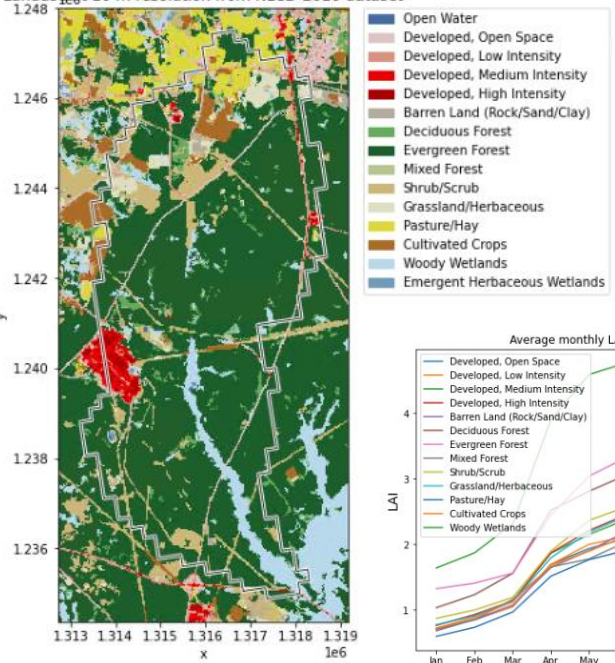 1e6
1.248
1.246
1.244
1.242
1.240
1.238
1.236
y
1.313 1.314 1.315 1.316 1.317 1.318 1.319
x
1e6
Open Water
Developed, Open Space
Developed, Low Intensity
Developed, Medium Intensity
Developed, High Intensity
Barren Land (Rock/Sand/Clay)
Deciduous Forest
Evergreen Forest
Mixed Forest
Shrub/Scrub
Grassland/Herbaceous
Pasture/Hay
Cultivated Crops
Woody Wetlands
Emergent Herbaceous Wetlands
Average monthly
Developed, Open Space
Developed, Low Intensity
Developed, Medium Intensity
Developed, High Intensity
Barren Land (Rock/Sand/Clay)
Deciduous Forest
Evergreen Forest
Mixed Forest
Shrub/Scrub
Grassland/Herbaceous
Pasture/Hay
Cultivated Crops
Woody Wetlands
4
3
2
1
LAI
Jan Feb Mar Apr May